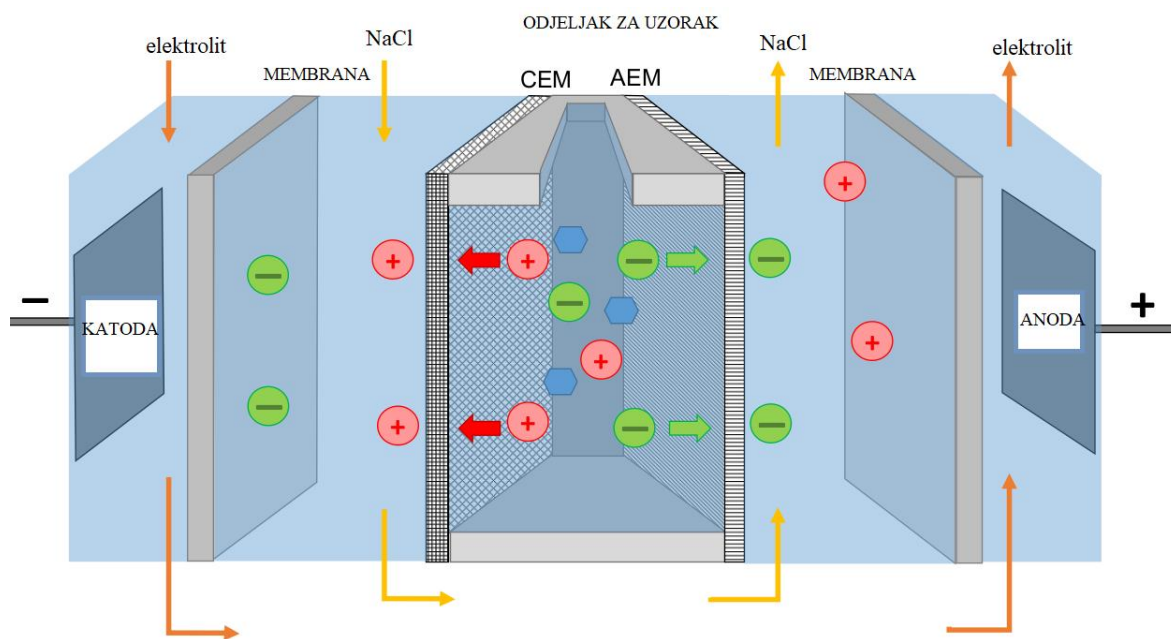 ODJELJAK ZA UZORAK
elektrolit
NaCl
NaCl
elektrolit
MEMBRANA
CEM
AEM
MEMBRANA
−
+
KATODA
ANODA
+
+
+
+
+
+
+
−
−
−
−
−
−
−